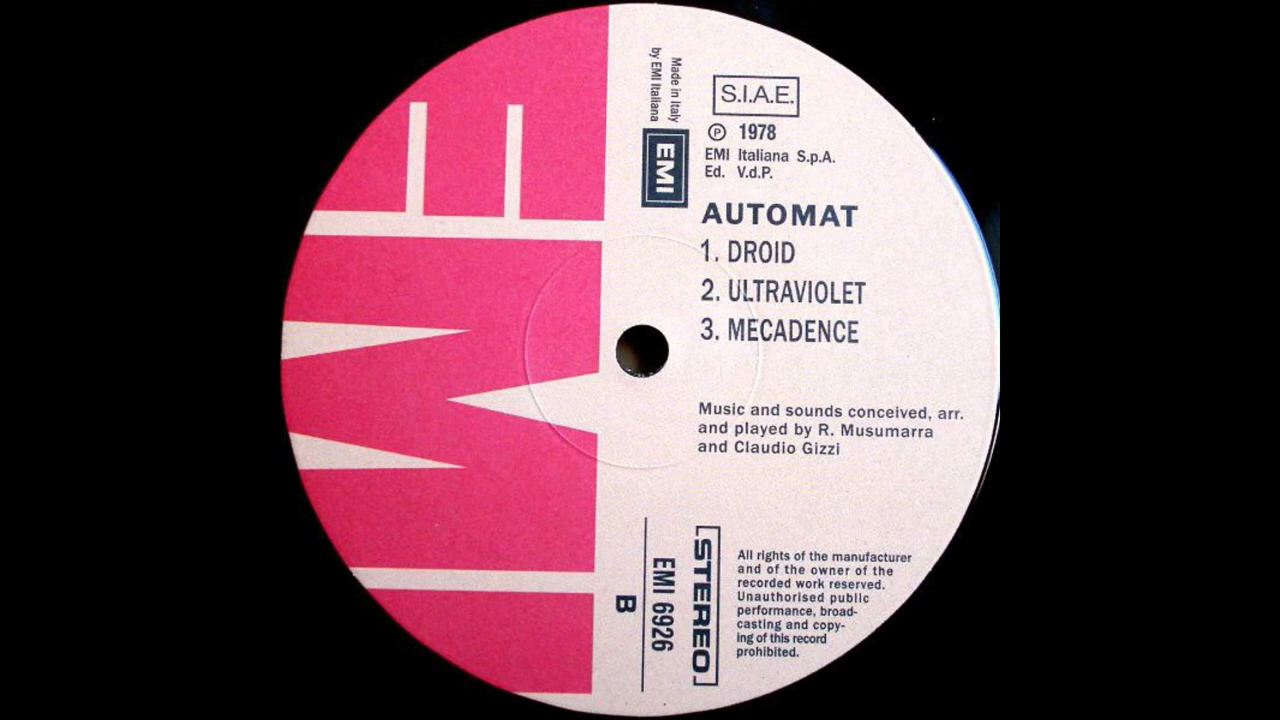 S.I.A.E.
℗ 1978
EMI Italiana S.p.A.
Ed. V.d.P.
Made in Italy
by EMI Italiana
EMI
AUTOMAT
1. DROID
2. ULTRAVIOLET
3. MECADENCE
Music and sounds conceived, arr.
and played by R. Musumarra
and Claudio Gizzi
STEREO
EMI 6926
B
All rights of the manufacturer
and of the owner of the
recorded work reserved.
Unauthorised public
performance, broad-
casting and copy-
ing of this record
prohibited.
EMI